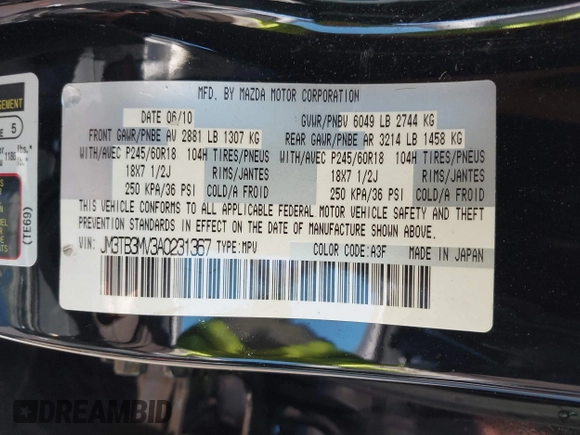 MFD. BY MAZDA MOTOR CORPORATION
DATE 06/10 GVWR/PNBV 6049 LB 2744 KG
FRONT GAWR/PNBE AV 2881 LB 1307 KG REAR GAWR/PNBE AR 3214 LB 1458 KG
WITH/AVEC P245/60R18 104H TIRES/PNEUS WITH/AVEC P245/60R18 104H TIRES/PNEUS
18X7 1/2J RIMS/JANTES 18X7 1/2J RIMS/JANTES
250 KPA/36 PSI COLD/A FROID 250 KPA/36 PSI COLD/A FROID
THIS VEHICLE CONFORMS TO ALL APPLICABLE FEDERAL MOTOR VEHICLE SAFETY AND THEFT
PREVENTION STANDARDS IN EFFECT ON THE DATE OF MANUFACTURE SHOWN ABOVE.
VIN: JM3TB3MV3A0231367 TYPE: MPV COLOR CODE: A3F MADE IN JAPAN
5
1186
(TE69)
DREAMBID